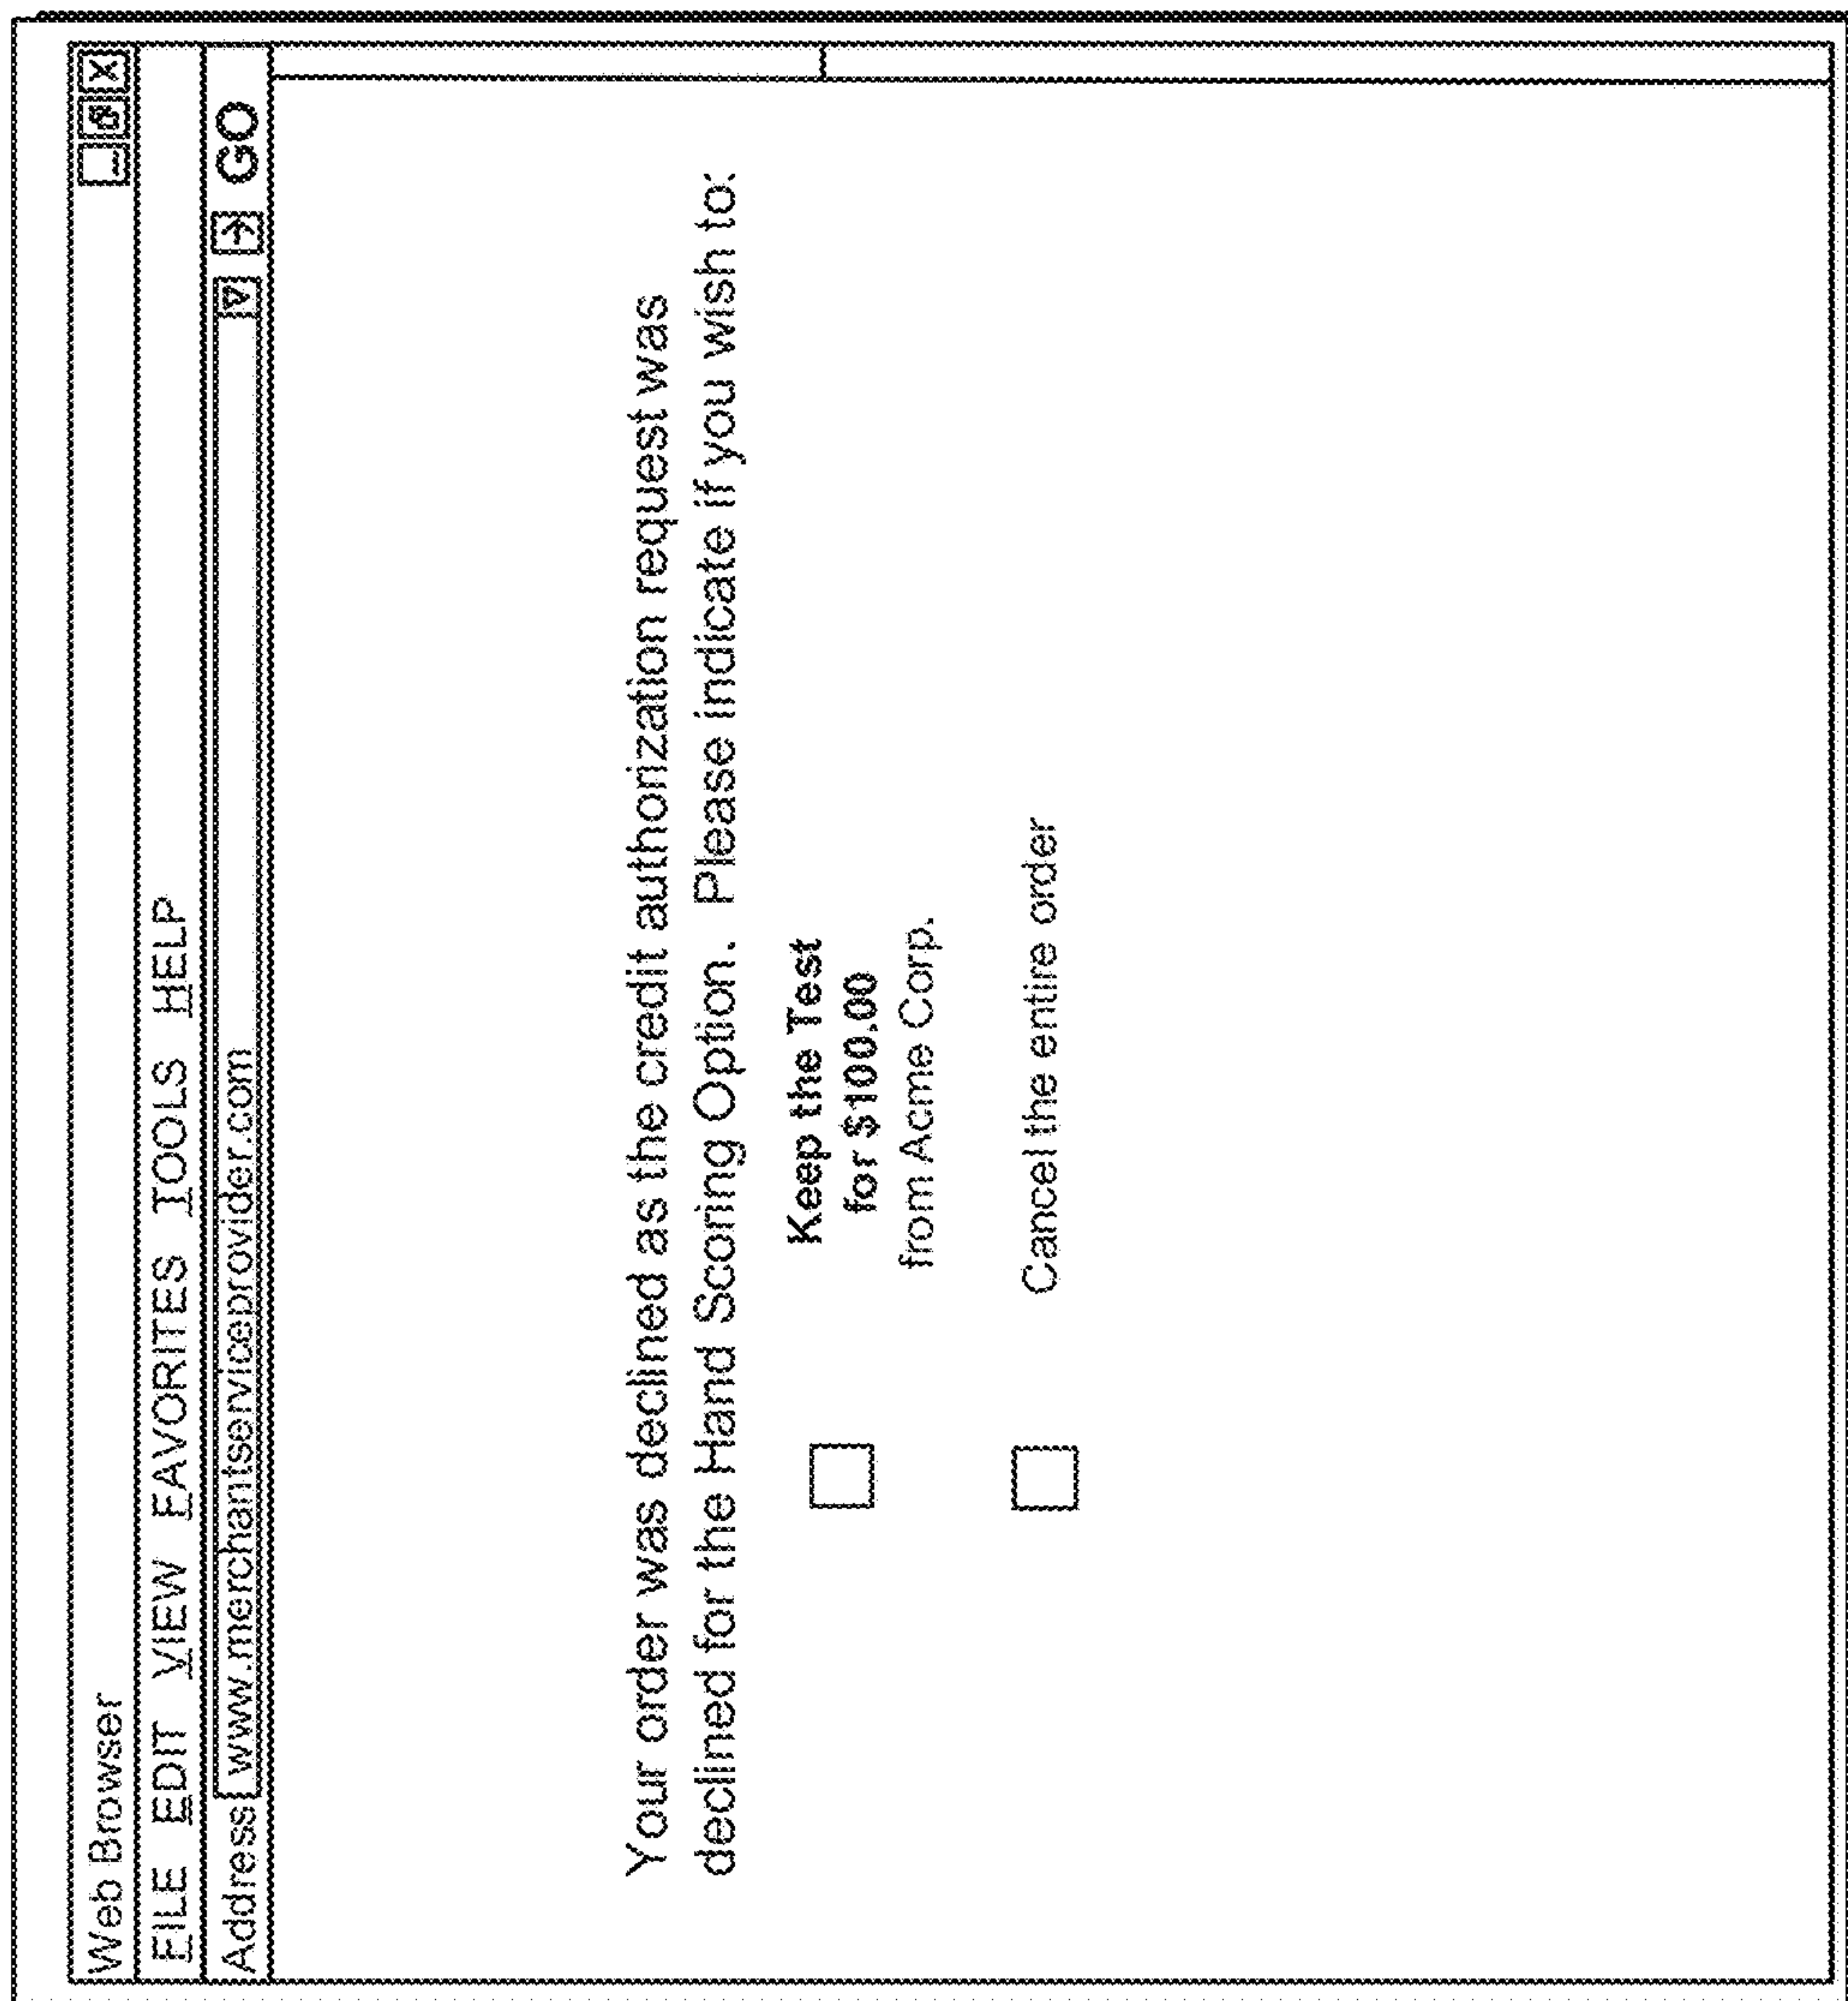 Web Browser
FILE EDIT VIEW FAVORITES TOOLS HELP
Address www.merchantserviceprovider.com GO
Your order was declined as the credit authorization request was
declined for the Hand Scoring Option. Please indicate if you wish to:
Keep the Test
for $100.00
from Acme Corp.
Cancel the entire order